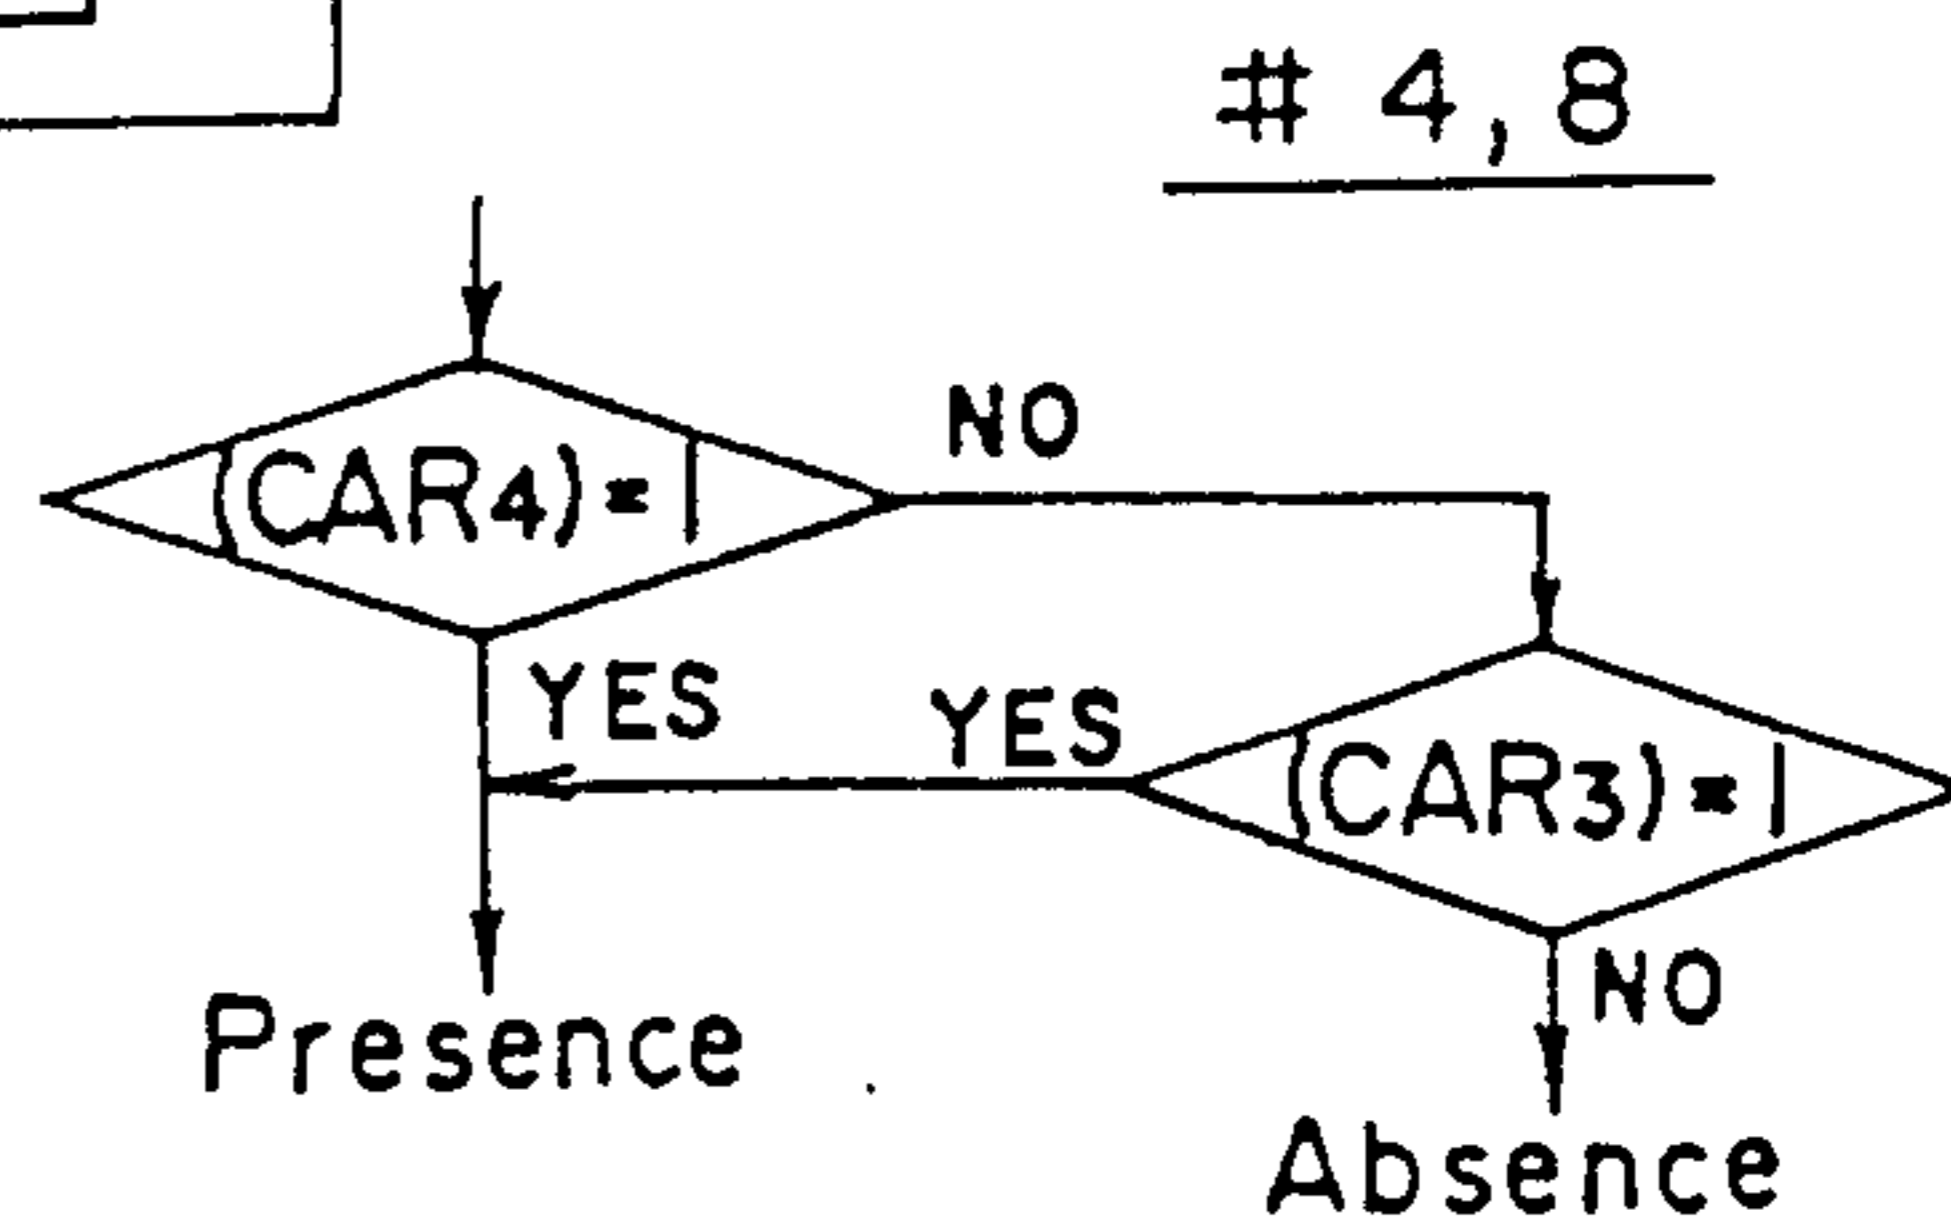 # 4,8
(CAR4)=1
NO
YES
YES
(CAR3)=1
NO
Presence
Absence